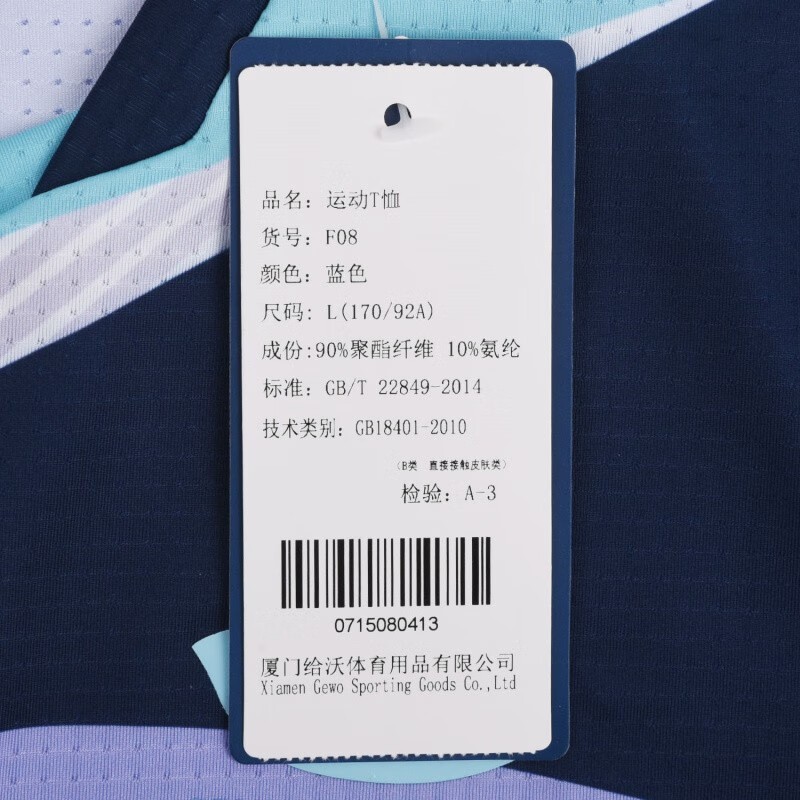 品名：运动T恤
货号：F08
颜色：蓝色
尺码：L(170/92A)
成份:90%聚酯纤维 10%氨纶
标准：GB/T 22849-2014
技术类别：GB18401-2010
（B类 直接接触皮肤类）
检验：A-3
0715080413
厦门给沃体育用品有限公司
Xiamen Gewo Sporting Goods Co.,Ltd